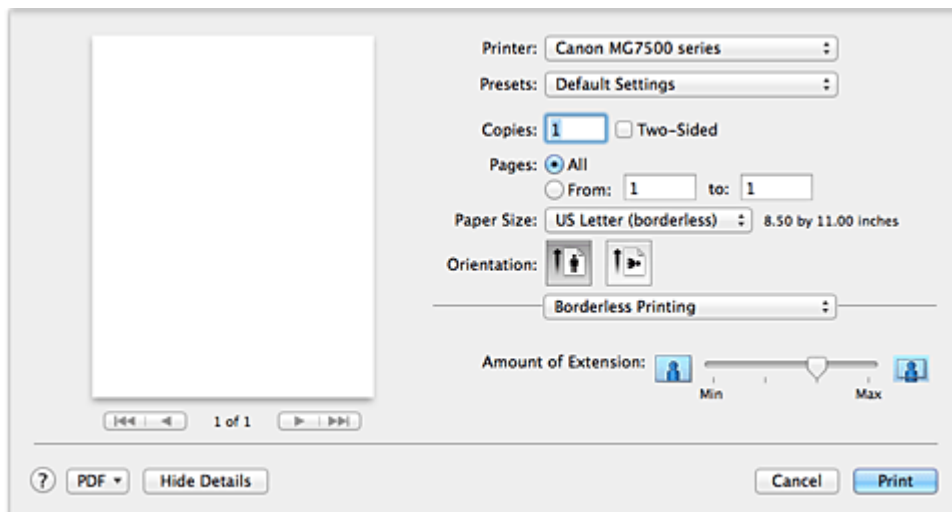 Printer: Canon MG7500 series
Presets: Default Settings
Copies: 1 Two-Sided
Pages: All
From: 1 to: 1
Paper Size: US Letter (borderless) 8.50 by 11.00 inches
Orientation:
Borderless Printing
Amount of Extension:
Min Max
1 of 1
? PDF Hide Details Cancel Print